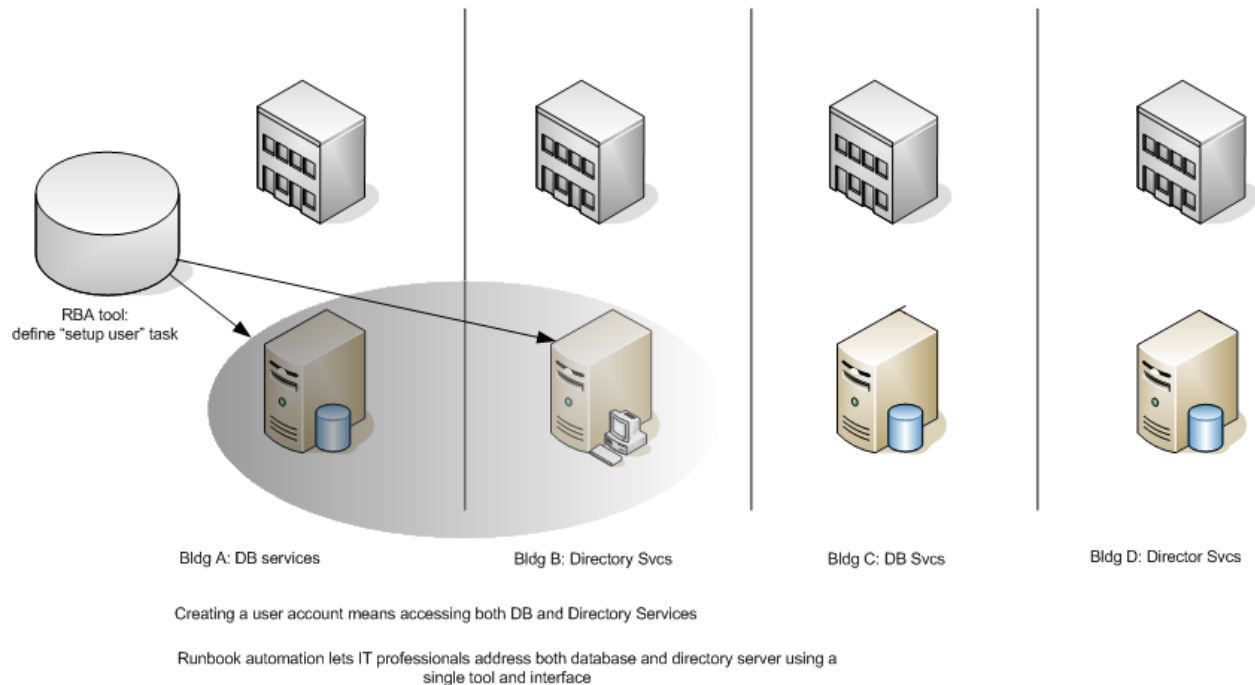 RBA tool:
define “setup user” task
Bldg A: DB services
Bldg B: Directory Svcs
Bldg C: DB Svcs
Bldg D: Director Svcs
Creating a user account means accessing both DB and Directory Services
Runbook automation lets IT professionals address both database and directory server using a
single tool and interface